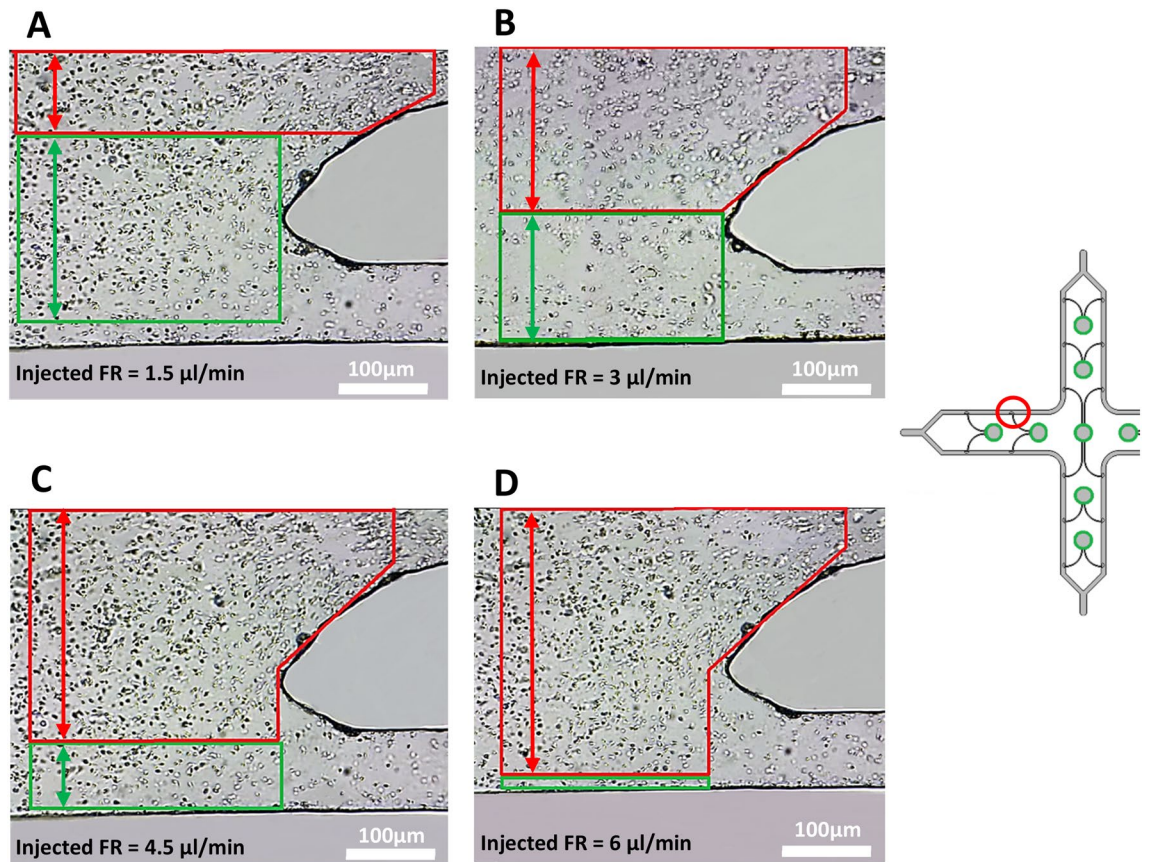 A
B
100μm
Injected FR = 1.5 μl/min
100μm
Injected FR = 3 μl/min
C
D
100μm
Injected FR = 4.5 μl/min
100μm
Injected FR = 6 μl/min